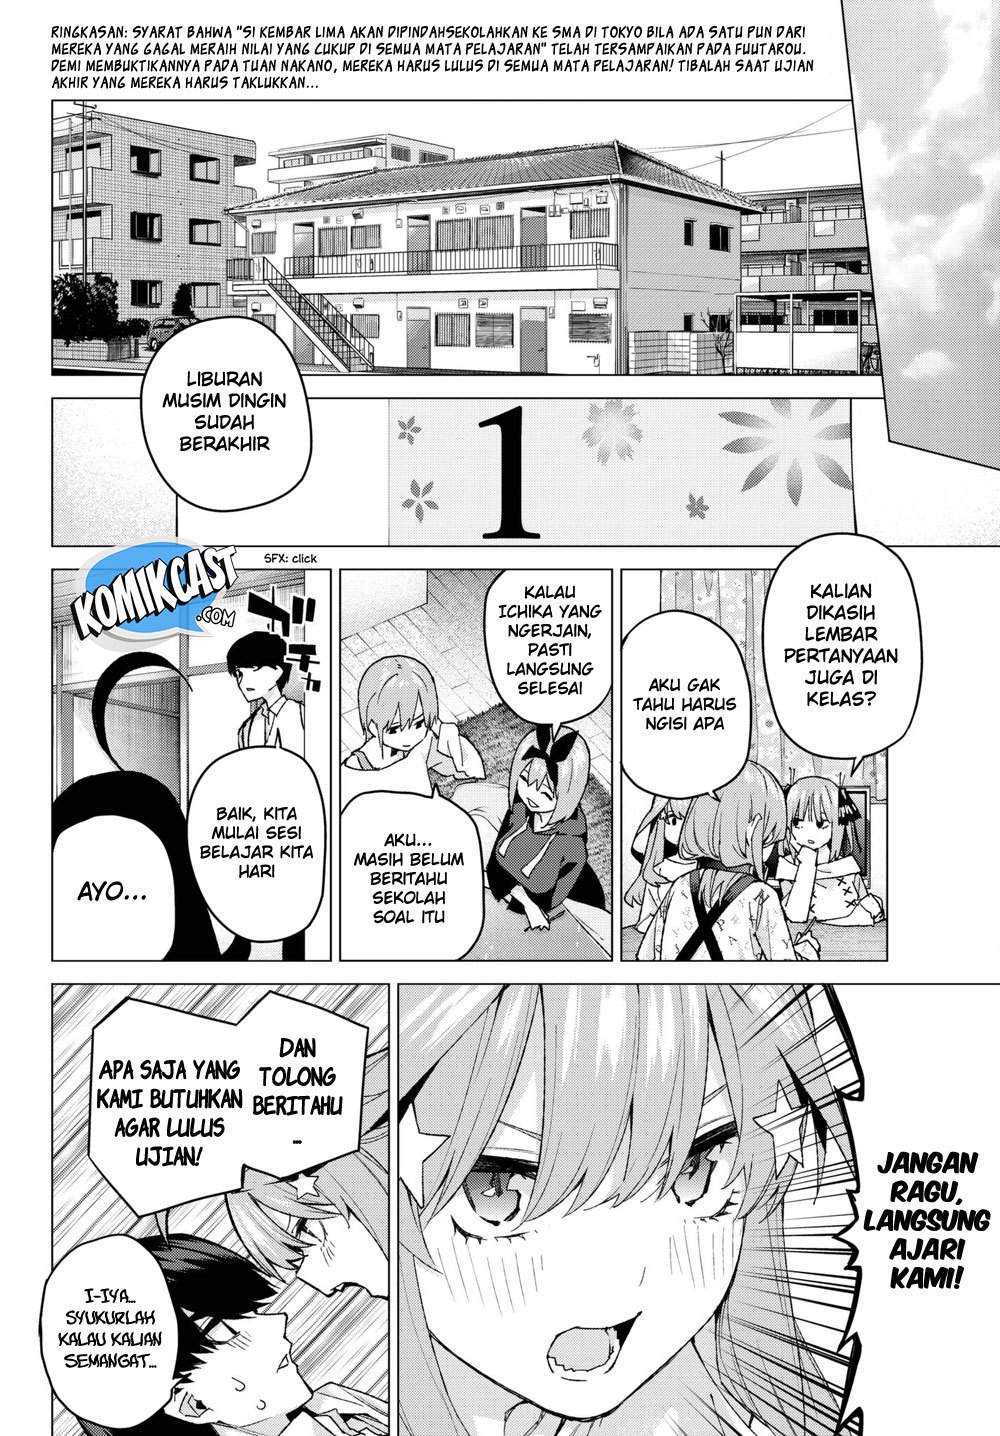 RINGKASAN: SYARAT BAHWA "SI KEMBAR LIMA AKAN DIPINDAHSEKOLAHKAN KE SMA DI TOKYO BILA ADA SATU PUN DARI
MEREKA YANG GAGAL MERAIH NILAI YANG CUKUP DI SEMUA MATA PELAJARAN" TELAH TERSAMPAIKAN PADA FUUTAROU.
DEMI MEMBUKTIKANNYA PADA TUAN NAKANO, MEREKA HARUS LULUS DI SEMUA MATA PELAJARAN! TIBALAH SAAT UJIAN
AKHIR YANG MEREKA HARUS TAKLUKKAN...
LIBURAN
MUSIM DINGIN
SUDAH
BERAKHIR
1
KOMIKCAST
.COM
SFX: click
KALIAN
DIKASIH
LEMBAR
PERTANYAAN
JUGA DI
KELAS?
AKU GAK
TAHU HARUS
NGISI APA
KALAU
ICHIKA YANG
NGERJAIN,
PASTI
LANGSUNG
SELESAI
AKU...
MASIH BELUM
BERITAHU
SEKOLAH
SOAL ITU
BAIK, KITA
MULAI SESI
BELAJAR KITA
HARI
AYO...
JANGAN
RAGU,
LANGSUNG
AJARI
KAMI!
DAN
TOLONG
BERITAHU
...
APA SAJA YANG
KAMI BUTUHKAN
AGAR LULUS
UJIAN!
I-IYA...
SYUKURLAH
KALAU KALIAN
SEMANGAT...